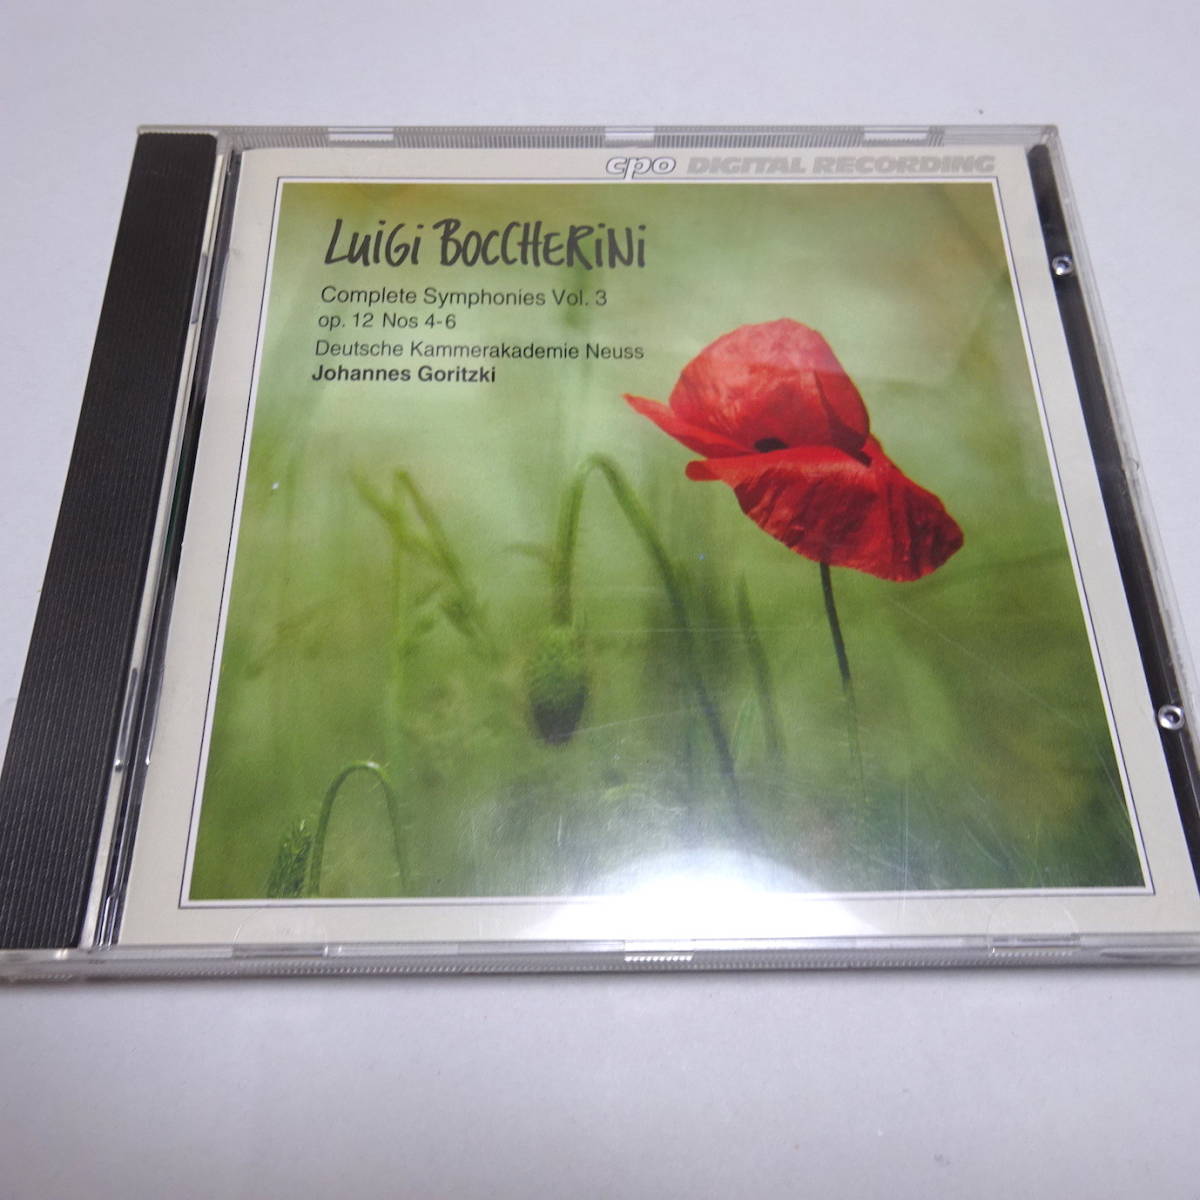 cpo DIGITAL RECORDING
LUiGi BOCCHERiNi
Complete Symphonies Vol. 3
op. 12 Nos 4-6
Deutsche Kammerakademie Neuss
Johannes Goritzki